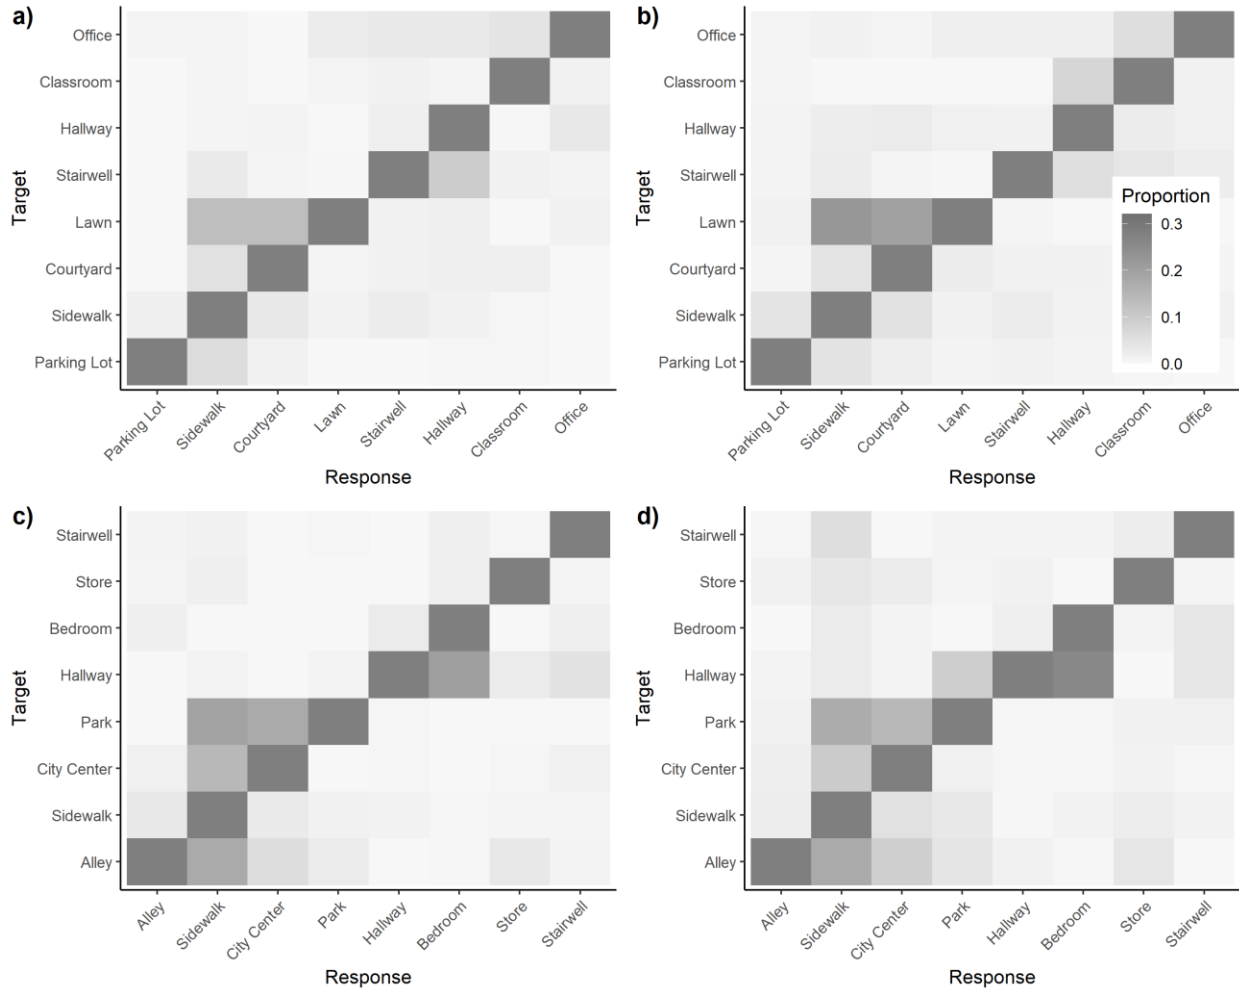 a)
Target
Office
Classroom
Hallway
Stairwell
Lawn
Courtyard
Sidewalk
Parking Lot
Parking Lot
Sidewalk
Courtyard
Lawn
Stairwell
Hallway
Classroom
Office
Response
b)
Target
Office
Classroom
Hallway
Stairwell
Lawn
Courtyard
Sidewalk
Parking Lot
Proportion
0.3
0.2
0.1
0.0
Parking Lot
Sidewalk
Courtyard
Lawn
Stairwell
Hallway
Classroom
Office
Response
c)
Target
Stairwell
Store
Bedroom
Hallway
Park
City Center
Sidewalk
Alley
Alley
Sidewalk
City Center
Park
Hallway
Bedroom
Store
Stairwell
Response
d)
Target
Stairwell
Store
Bedroom
Hallway
Park
City Center
Sidewalk
Alley
Alley
Sidewalk
City Center
Park
Hallway
Bedroom
Store
Stairwell
Response